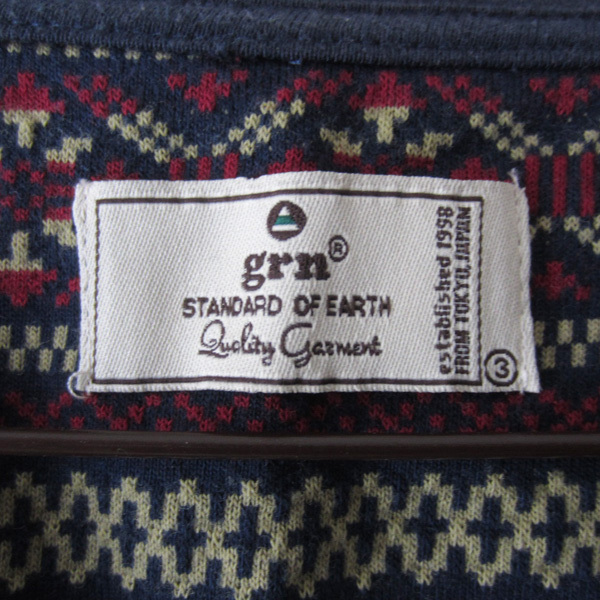 grn®
STANDARD OF EARTH
Quality Garment
established 1998
FROM TOKYO, JAPAN
3